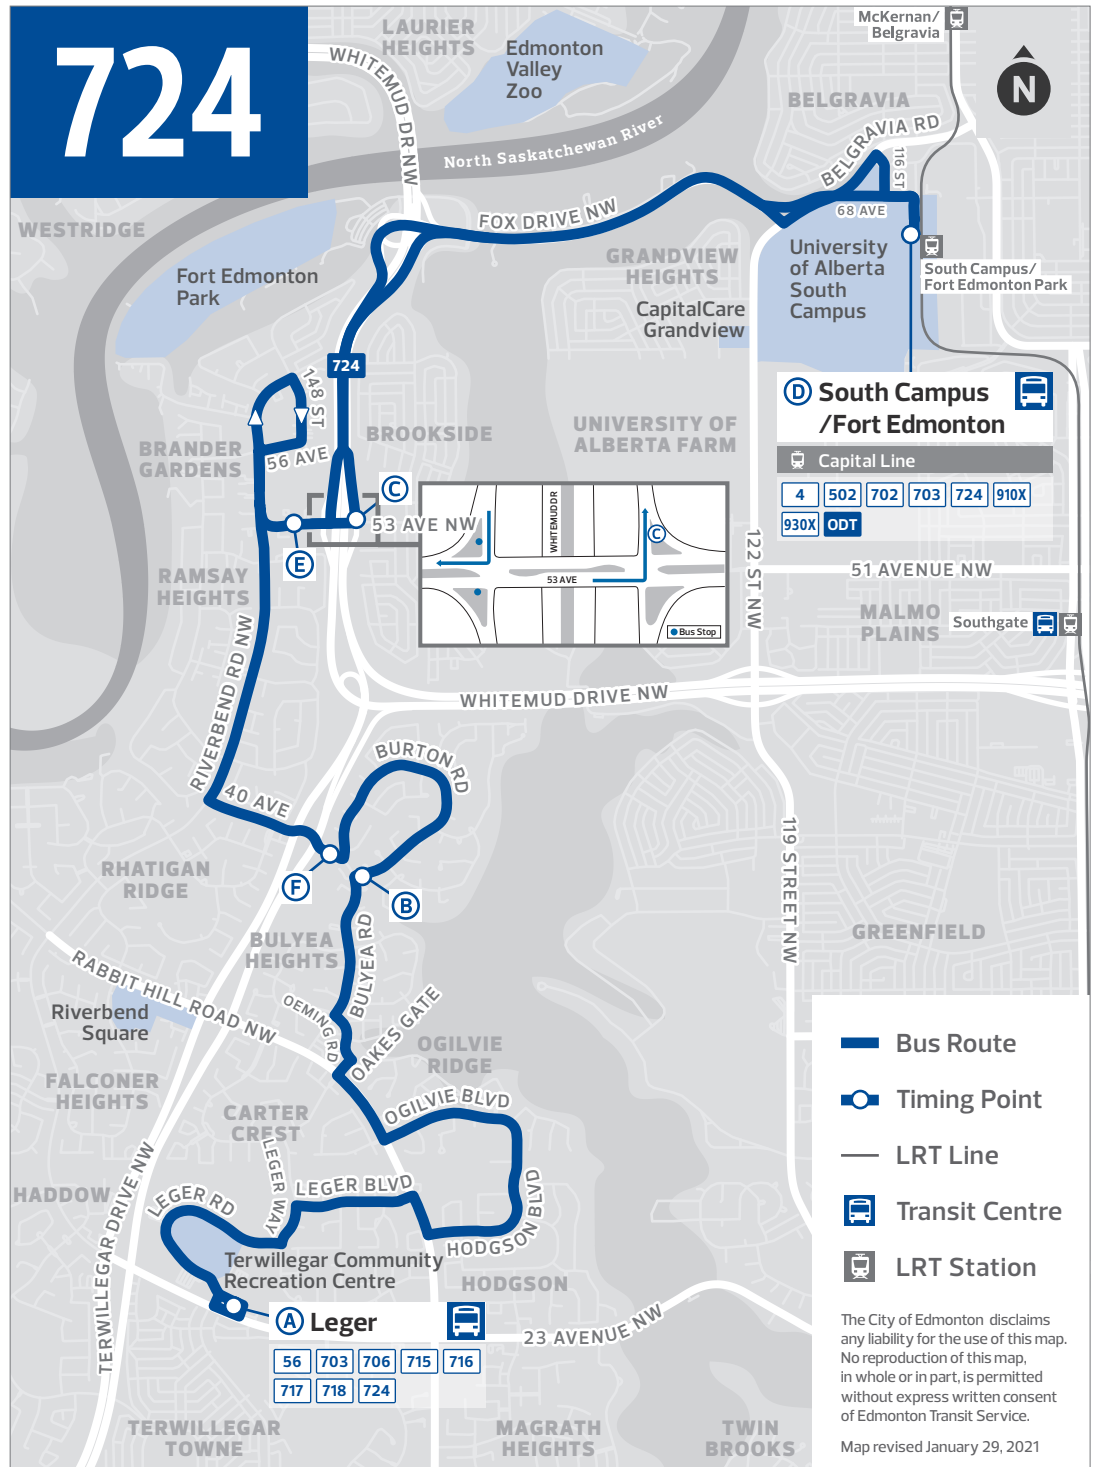 724
LAURIER
HEIGHTS
Edmonton
Valley
Zoo
McKernan/
Belgravia
N
WHITEMUD DR NW
BELGRAVIA
North Saskatchewan River
BELGRAVIA RD
116 ST
WESTRIDGE
FOX DRIVE NW
68 AVE
Fort Edmonton
Park
GRANDVIEW
HEIGHTS
University
of Alberta
South
Campus
South Campus/
Fort Edmonton Park
CapitalCare
Grandview
724
148 ST
D South Campus
/Fort Edmonton
Capital Line
4 502 702 703 724 910X
930X ODT
BRANDER
GARDENS
56 AVE
BROOKSIDE
UNIVERSITY OF
ALBERTA FARM
C
53 AVE NW
E
WHITEMUD DR
C
53 AVE
Bus Stop
122 ST NW
51 AVENUE NW
RAMSAY
HEIGHTS
MALMO
PLAINS
Southgate
RIVERBEND RD NW
WHITEMUD DRIVE NW
BURTON RD
40 AVE
119 STREET NW
RHATIGAN
RIDGE
F
B
BULYEA
HEIGHTS
BULYEA RD
GREENFIELD
RABBIT HILL ROAD NW
OEMING RD
OAKES GATE
Riverbend
Square
OGILVIE
RIDGE
FALCONER
HEIGHTS
CARTER
CREST
OGILVIE BLVD
LEGER WAY
HADDOW
LEGER RD
LEGER BLVD
HODGSON BLVD
TERWILLEGAR DRIVE NW
Terwillegar Community
Recreation Centre
HODGSON
A Leger
56 703 706 715 716
717 718 724
23 AVENUE NW
TERWILLEGAR
TOWNE
MAGRATH
HEIGHTS
TWIN
BROOKS
Bus Route
Timing Point
LRT Line
Transit Centre
LRT Station
The City of Edmonton disclaims
any liability for the use of this map.
No reproduction of this map,
in whole or in part, is permitted
without express written consent
of Edmonton Transit Service.
Map revised January 29, 2021